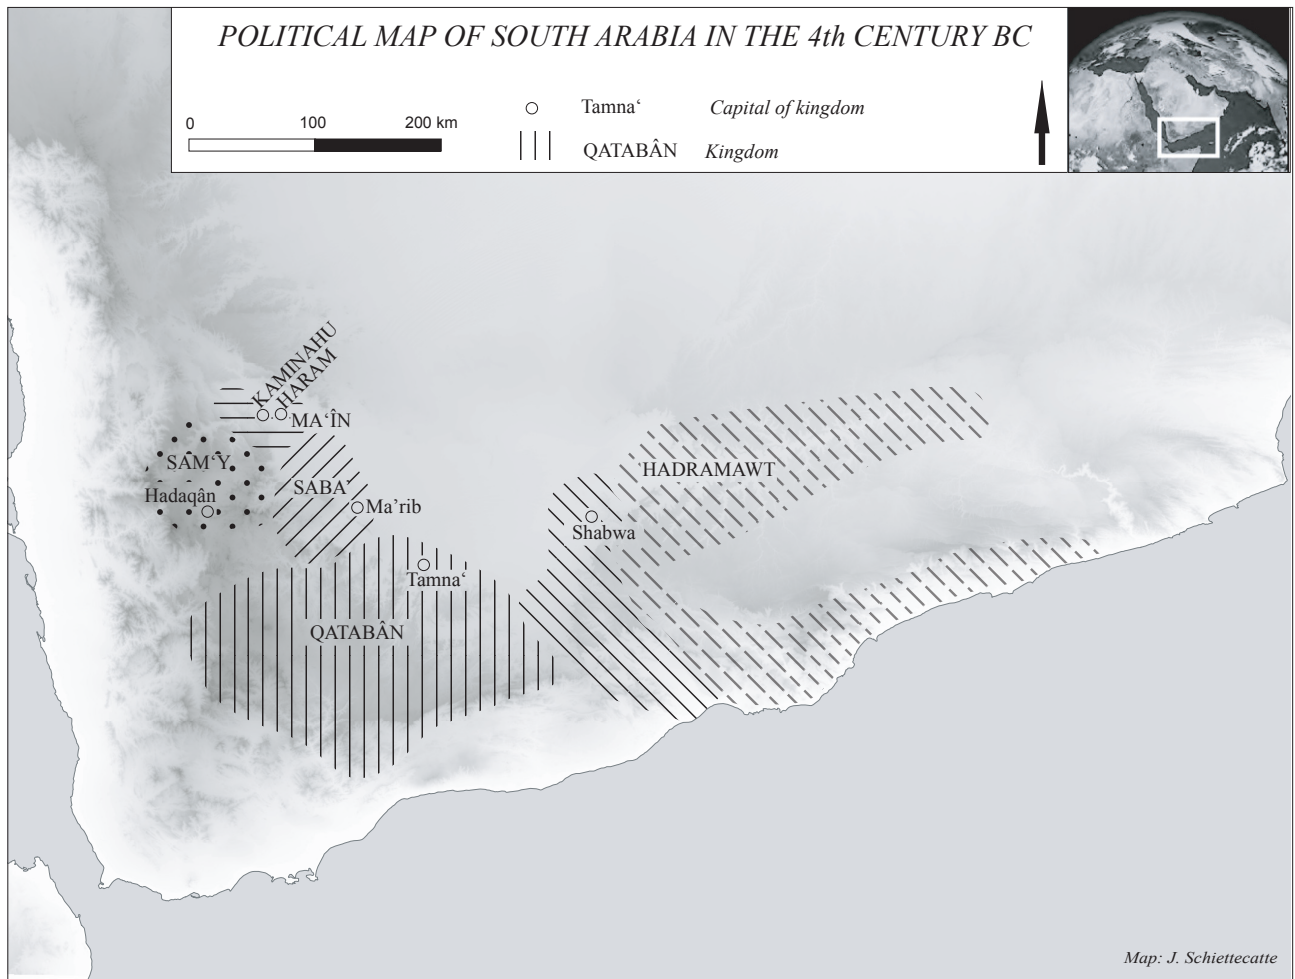 POLITICAL MAP OF SOUTH ARABIA IN THE 4th CENTURY BC
0 100 200 km
Tamna‘ Capital of kingdom
QATABÂN Kingdom
KAMINAHU
HARAM
MA‘ÎN
SAM‘Y
Hadaqân
SABA’
Ma’rib
HADRAMAWT
Shabwa
Tamna‘
QATABÂN
Map: J. Schiettecatte